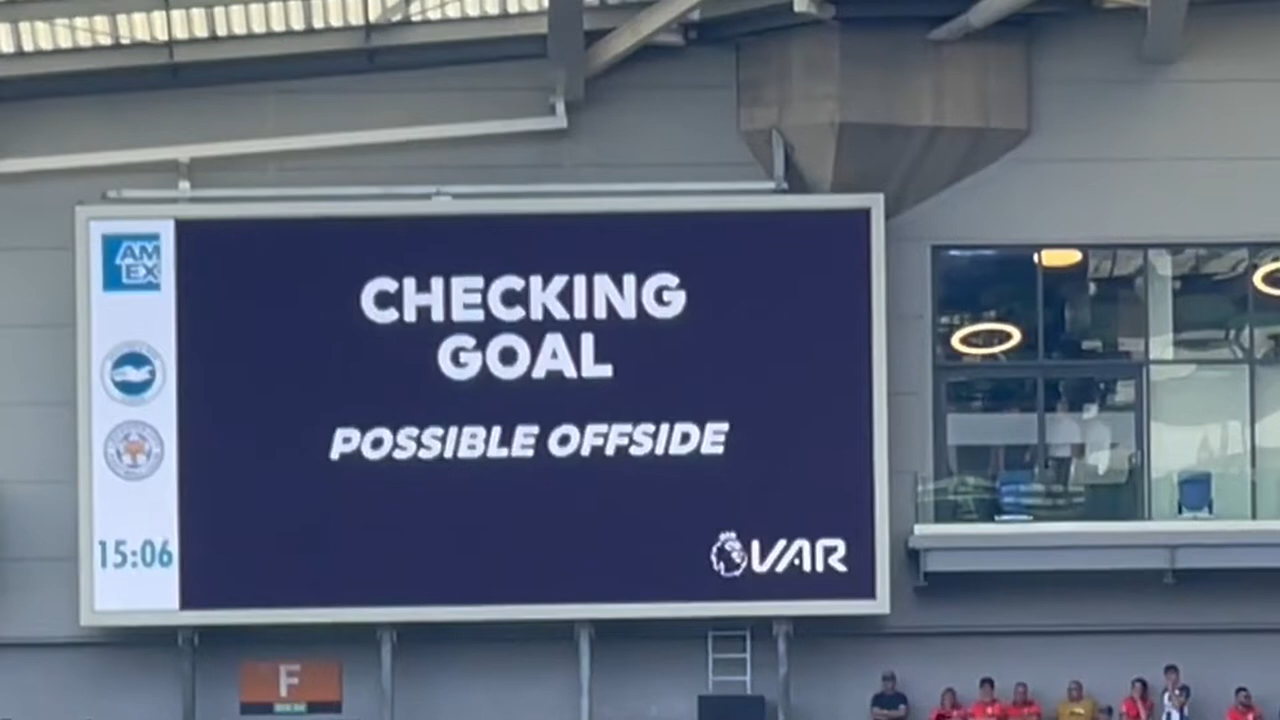 AM
EX
CHECKING
GOAL
POSSIBLE OFFSIDE
15:06
VAR
F